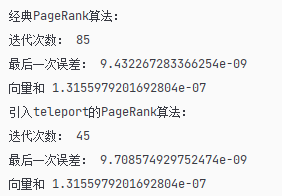 经典PageRank算法:
迭代次数: 85
最后一次误差: 9.432267283366254e-09
向量和 1.3155979201692804e-07
引入teleport的PageRank算法:
迭代次数: 45
最后一次误差: 9.708574929752474e-09
向量和 1.3155979201692804e-07